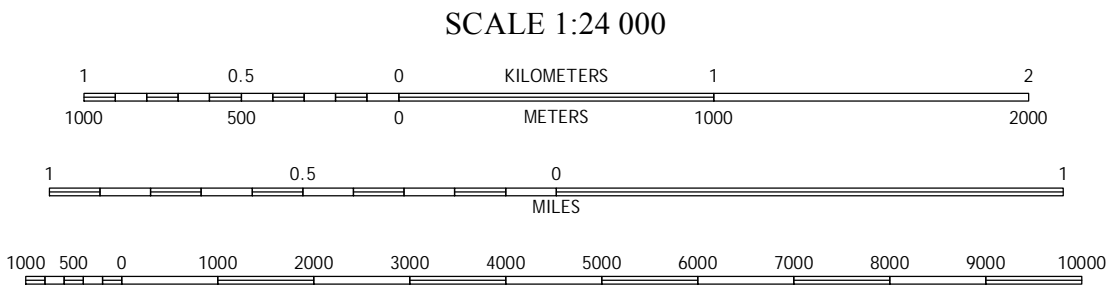 SCALE 1:24 000
1 0.5 0 KILOMETERS 1 2
1000 500 0 METERS 1000 2000
1 0.5 0 1
MILES
1000 500 0 1000 2000 3000 4000 5000 6000 7000 8000 9000 10000